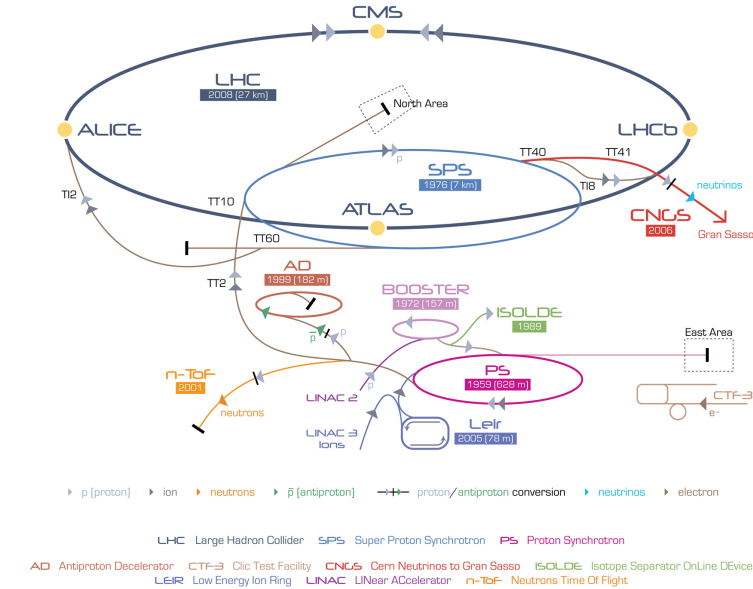 CMS
LHC
2008 (27 km)
North Area
ALICE
LHCb
TT40
TT41
p
SPS
1976 (7 km)
TI8
neutrinos
TI2
TT10
ATLAS
CNGS
2006
Gran Sasso
TT60
AD
1999 (182 m)
TT2
BOOSTER
1972 (157 m)
ISOLDE
1989
p
p̅
East Area
n-ToF
2001
PS
1959 (628 m)
p
LINAC 2
neutrons
CTF-3
e-
LINAC 3
Ions
Leir
2005 (78 m)
p (proton)
ion
neutrons
p̅ (antiproton)
proton/antiproton conversion
neutrinos
electron
LHC Large Hadron Collider SPS Super Proton Synchrotron PS Proton Synchrotron
AD Antiproton Decelerator CTF-3 Clic Test Facility CNGS Cern Neutrinos to Gran Sasso ISOLDE Isotope Separator OnLine DEvice
LEIR Low Energy Ion Ring LINAC LINear ACcelerator n-ToF Neutrons Time Of Flight